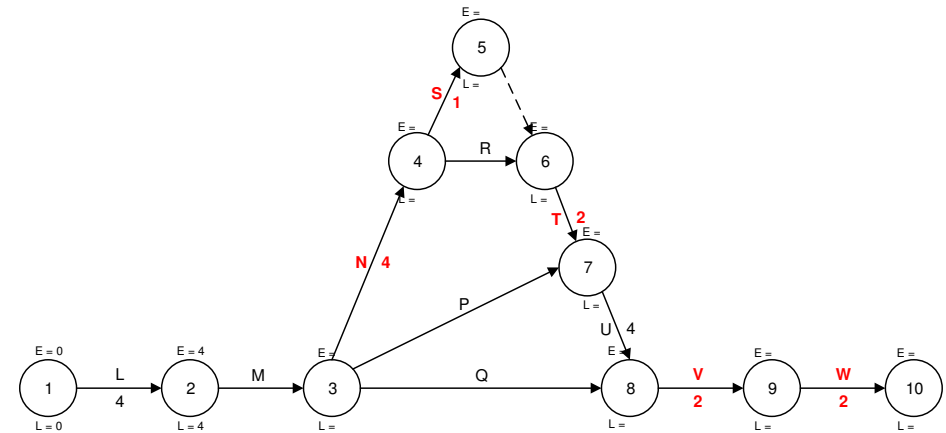 E =
5
L =
S 1
E =
4
L =
R
E =
6
L =
T 2
N 4
E =
7
L =
P
U 4
E = 0
1
L = 0
L
4
E = 4
2
L = 4
M
E =
3
L =
Q
E =
8
L =
V
2
E =
9
L =
W
2
E =
10
L =